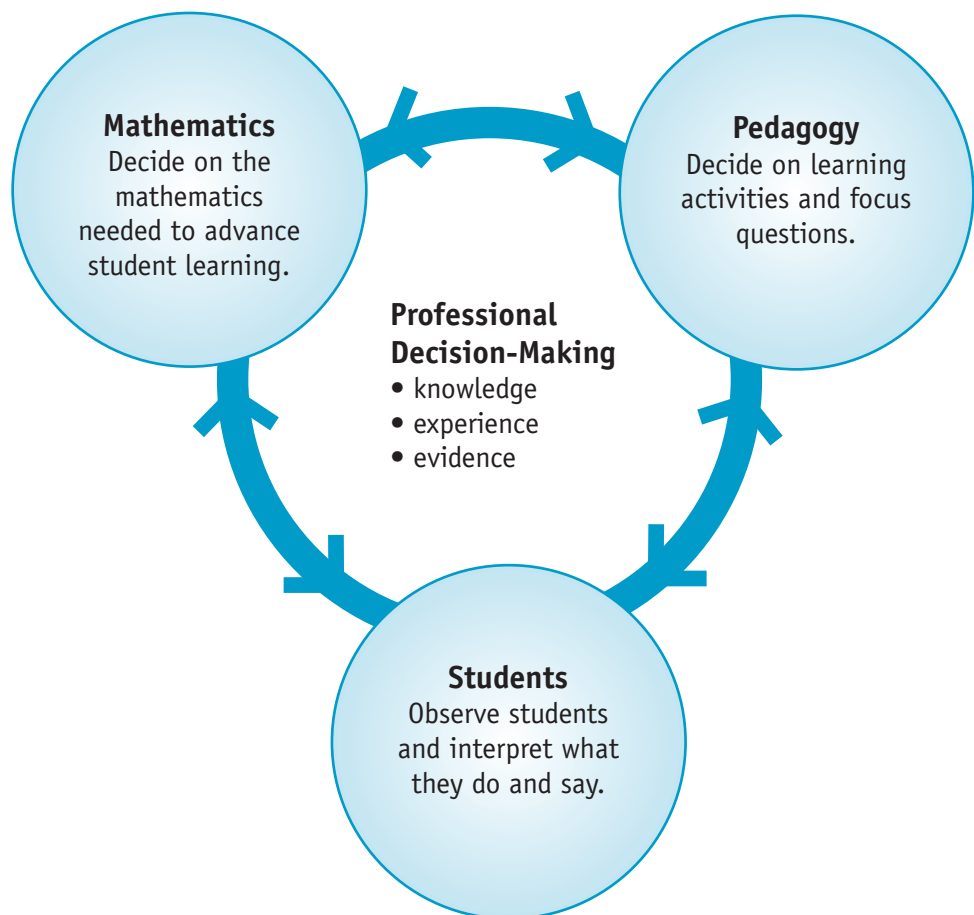 Mathematics
Decide on the
mathematics
needed to advance
student learning.
Pedagogy
Decide on learning
activities and focus
questions.
Professional
Decision-Making
• knowledge
• experience
• evidence
Students
Observe students
and interpret what
they do and say.